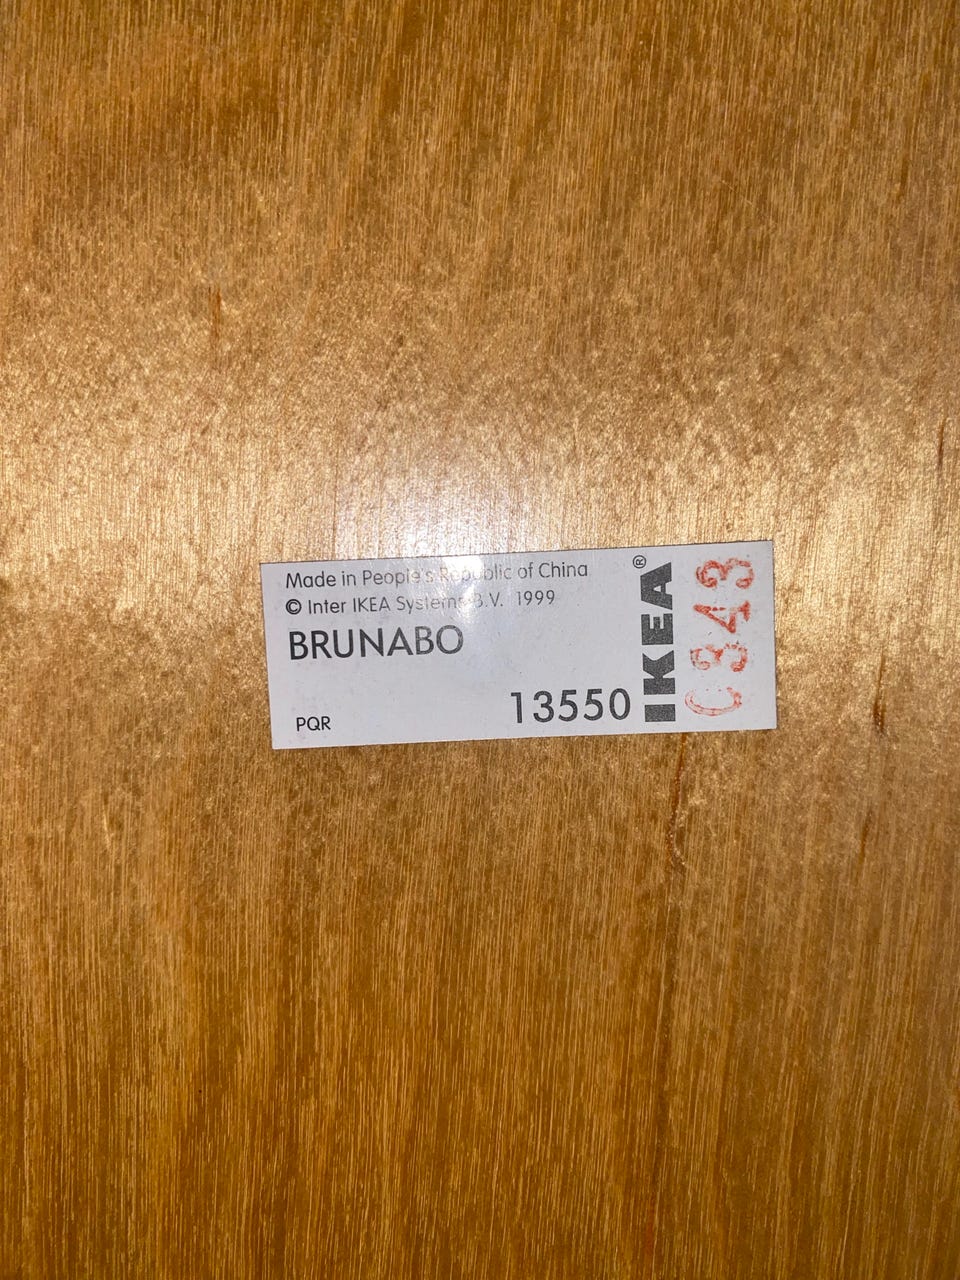 Made in People's Republic of China
© Inter IKEA Systems B.V. 1999
BRUNABO
PQR
13550
IKEA®
C343